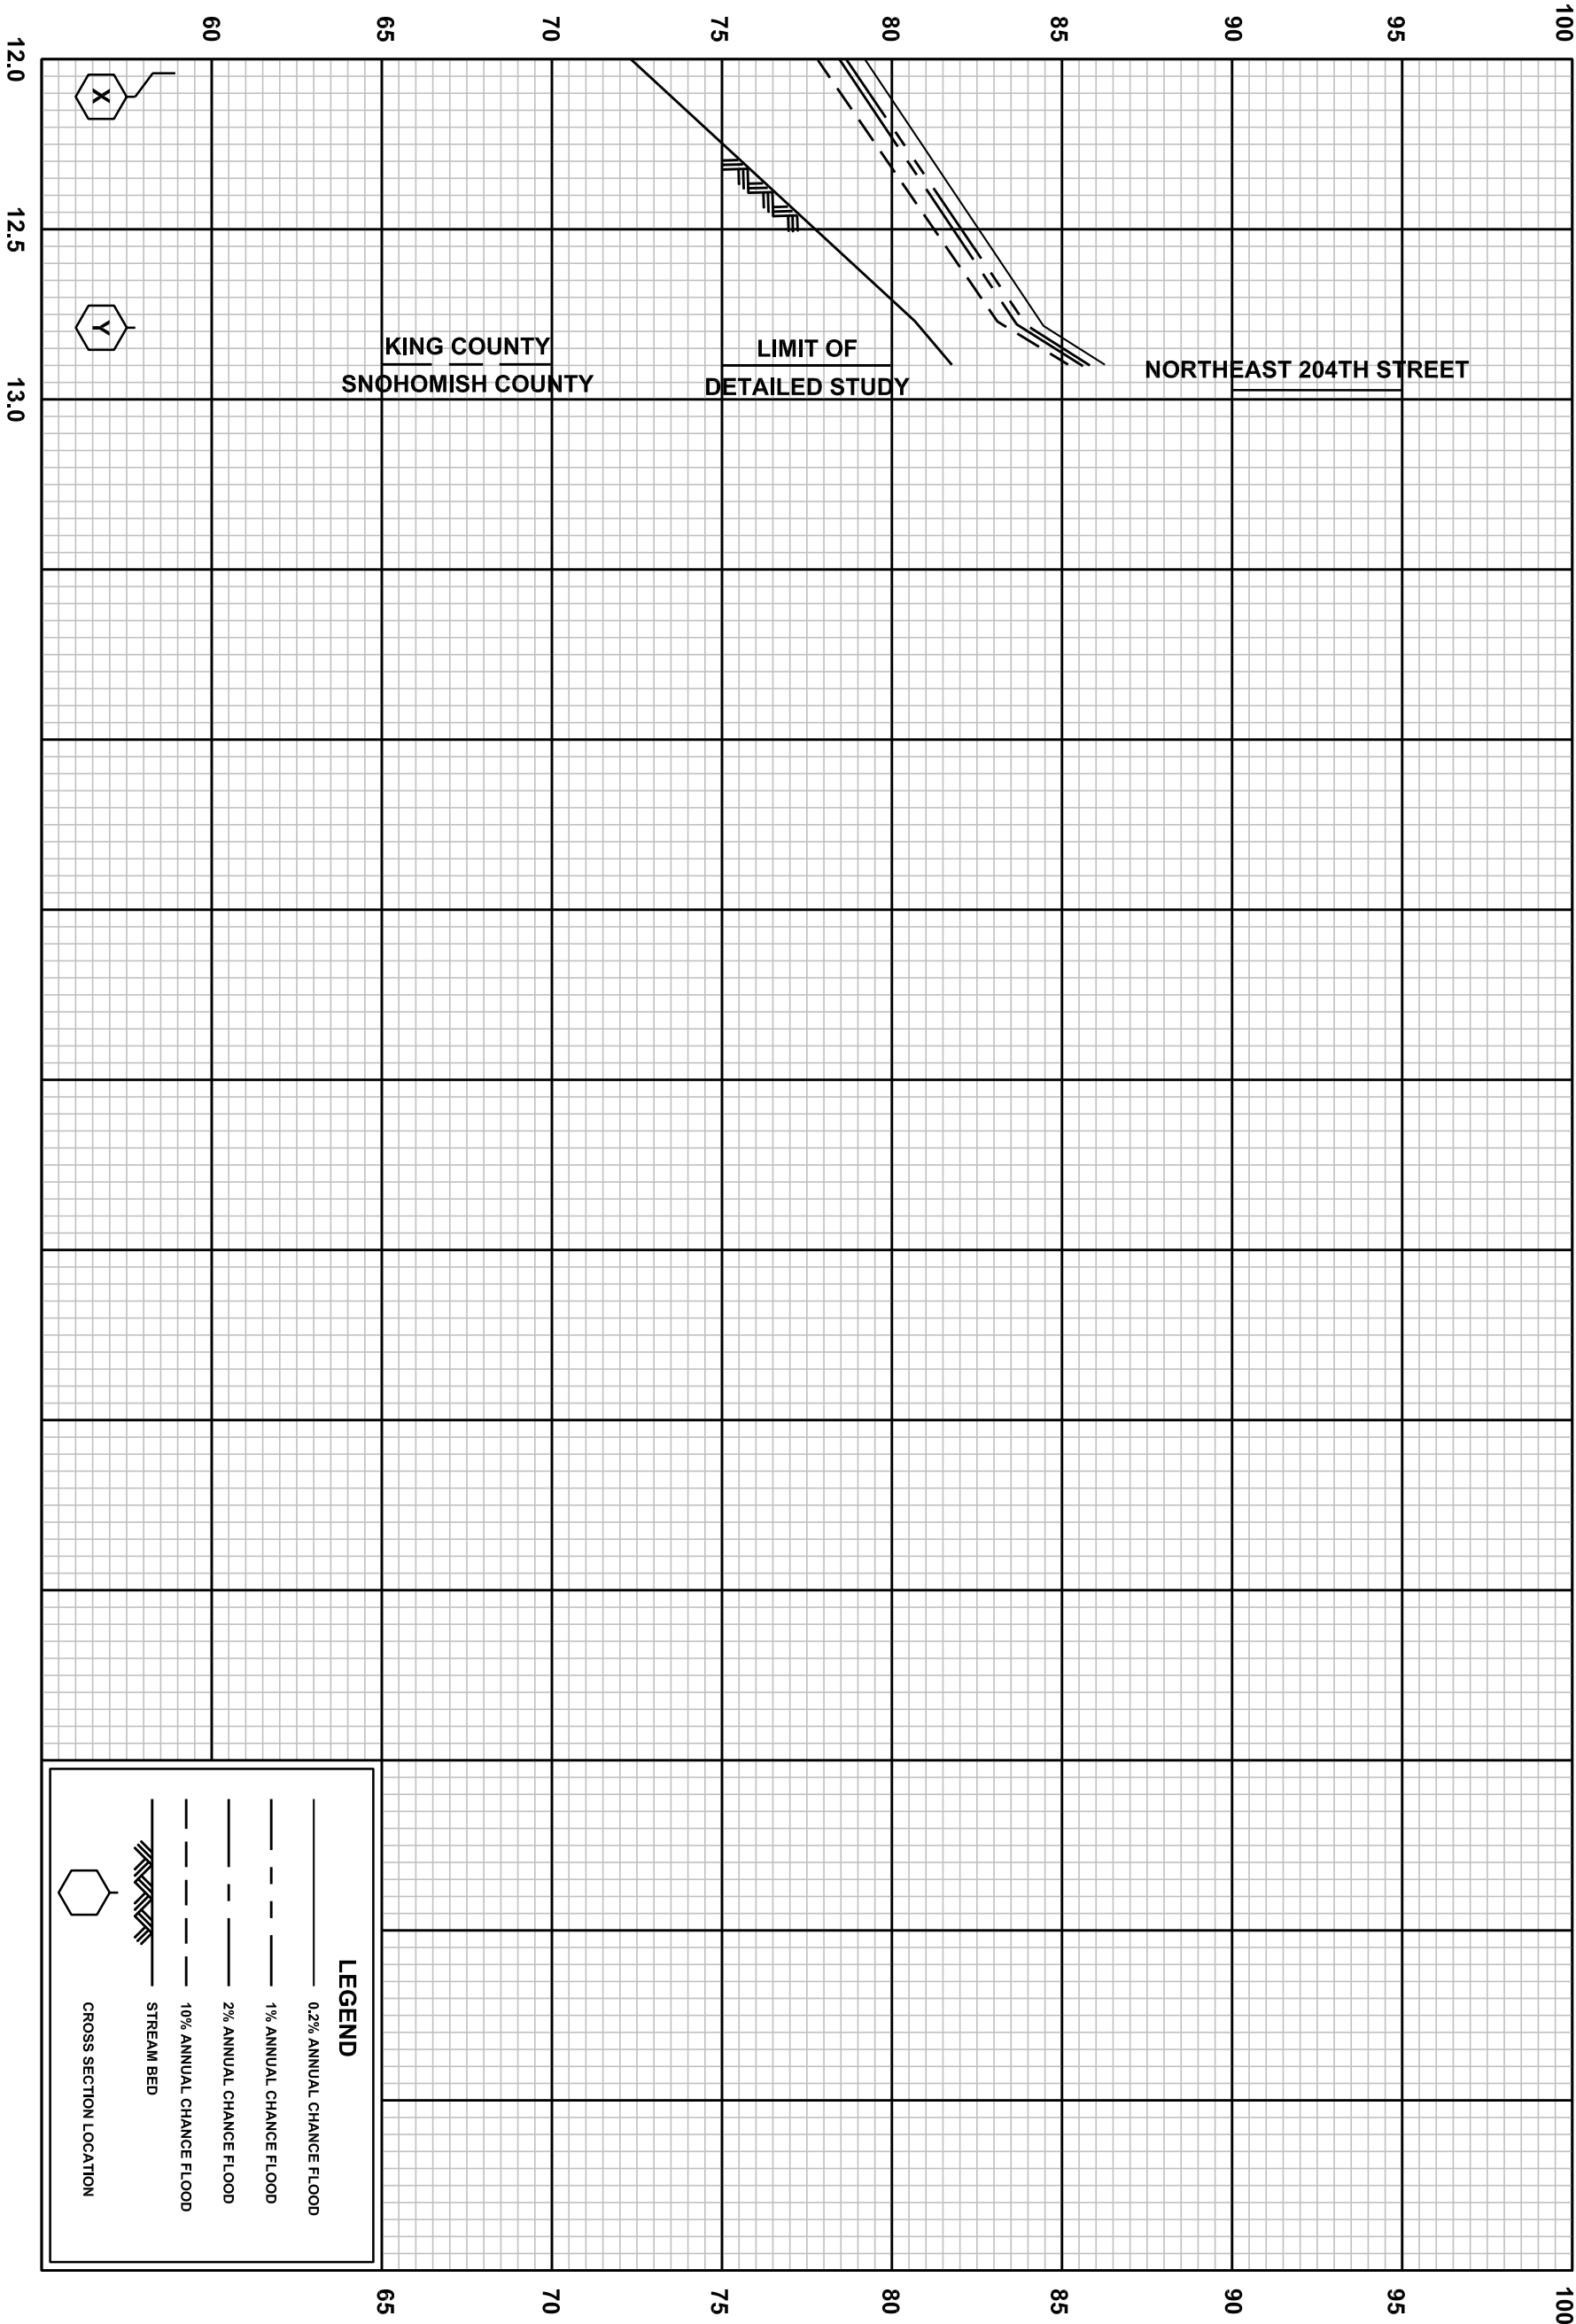 100
95
90
85
80
75
70
65
60
12.0
12.5
13.0
X
Y
KING COUNTY
SNOHOMISH COUNTY
LIMIT OF
DETAILED STUDY
NORTHEAST 204TH STREET
LEGEND
0.2% ANNUAL CHANCE FLOOD
1% ANNUAL CHANCE FLOOD
2% ANNUAL CHANCE FLOOD
10% ANNUAL CHANCE FLOOD
STREAM BED
CROSS SECTION LOCATION
100
95
90
85
80
75
70
65